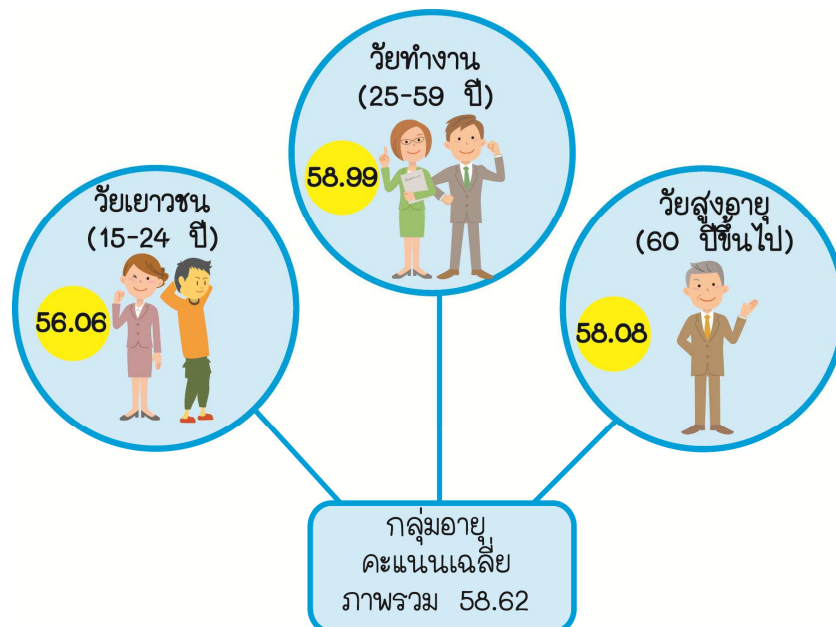 วัยทำงาน
(25-59 ปี)
58.99
วัยเยาวชน
(15-24 ปี)
56.06
วัยสูงอายุ
(60 ปีขึ้นไป)
58.08
กลุ่มอายุ
คะแนนเฉลี่ย
ภาพรวม 58.62